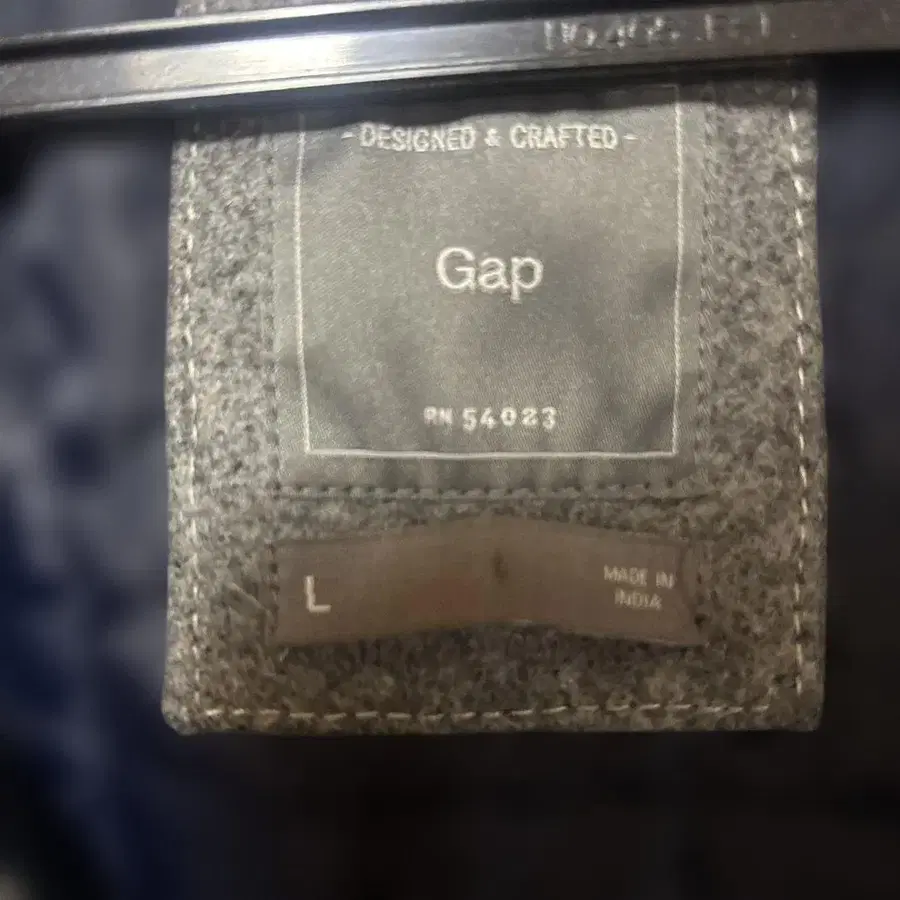 - DESIGNED & CRAFTED -
Gap
RN 54023
L
MADE IN
INDIA